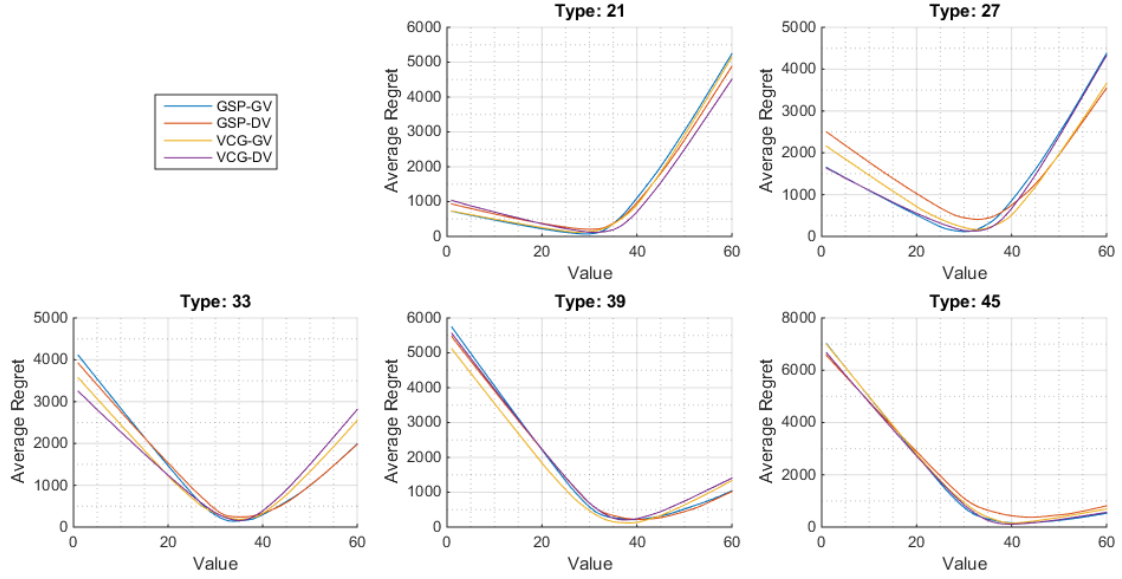 GSP-GV
GSP-DV
VCG-GV
VCG-DV
Type: 21
Average Regret
6000
5000
4000
3000
2000
1000
0
0 20 40 60
Value
Type: 27
Average Regret
5000
4000
3000
2000
1000
0
0 20 40 60
Value
Type: 33
Average Regret
5000
4000
3000
2000
1000
0
0 20 40 60
Value
Type: 39
Average Regret
6000
5000
4000
3000
2000
1000
0
0 20 40 60
Value
Type: 45
Average Regret
8000
6000
4000
2000
0
0 20 40 60
Value